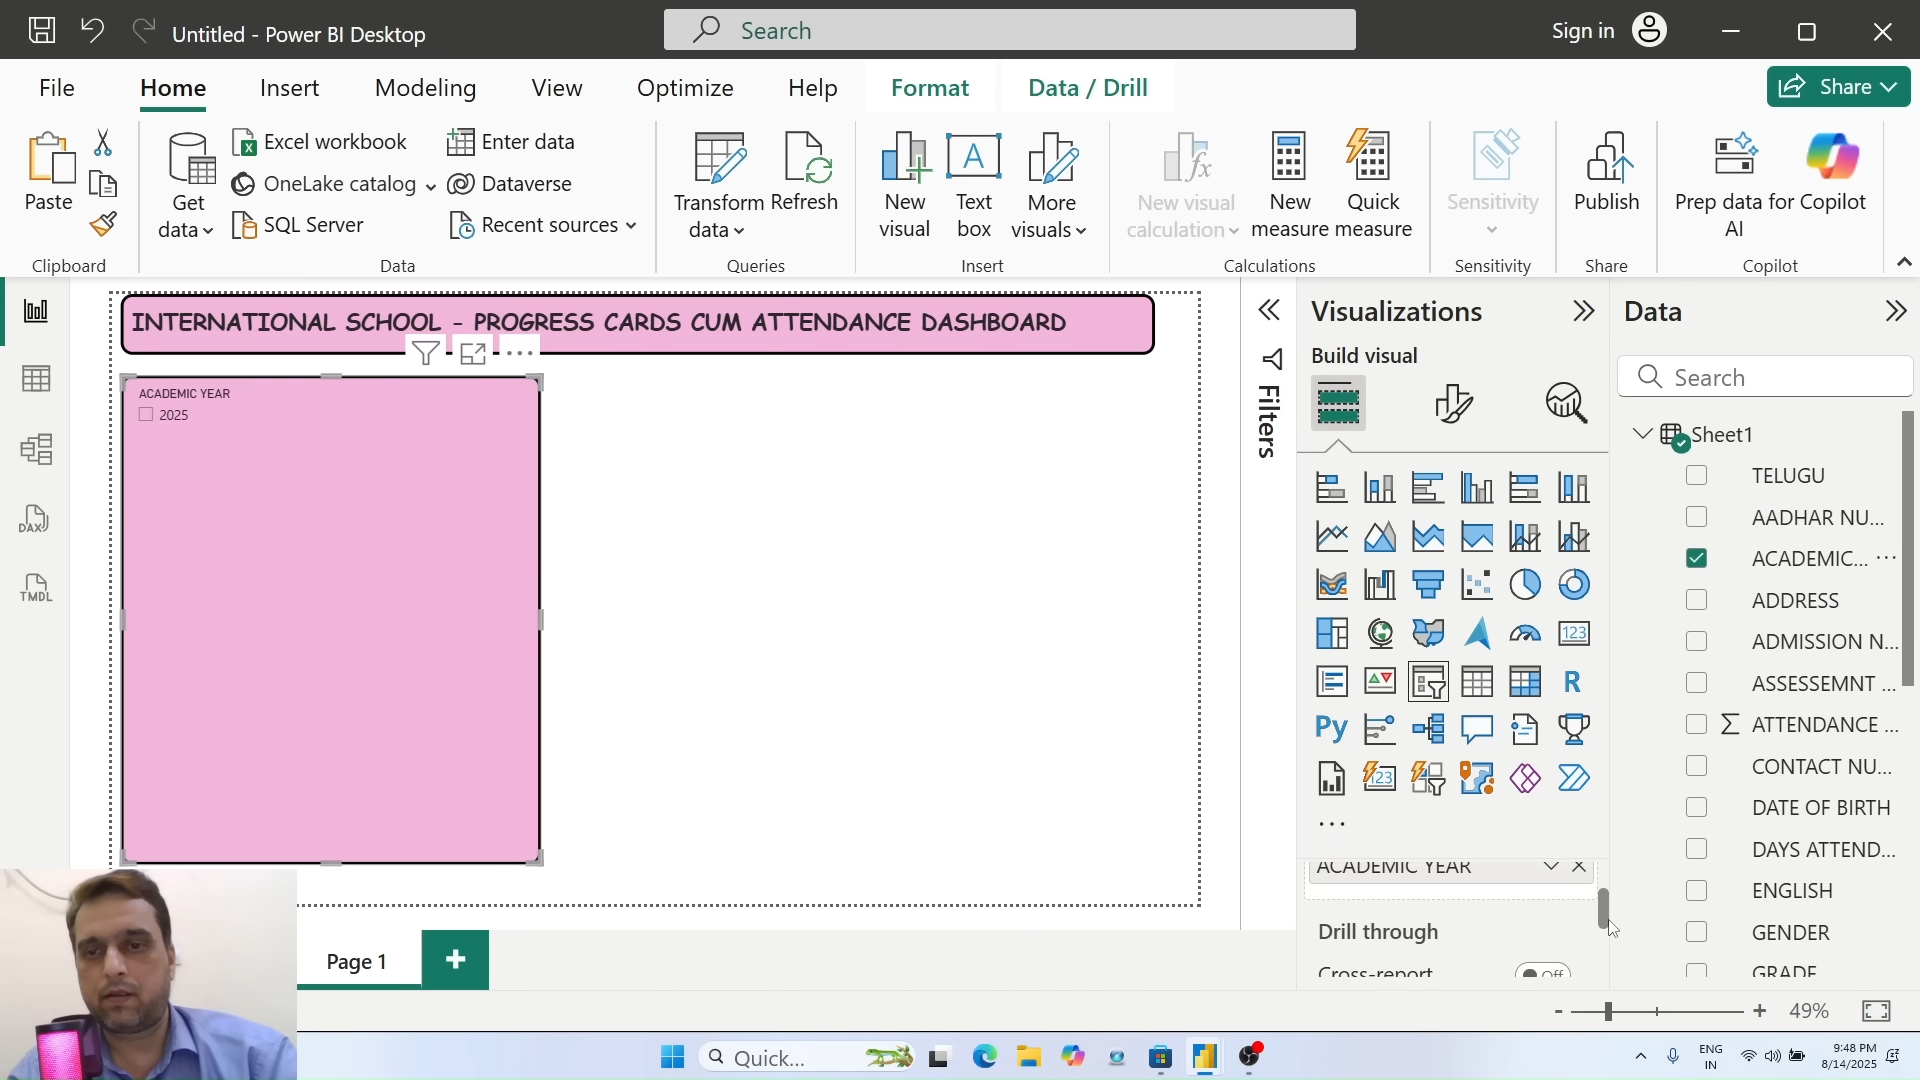 Untitled - Power BI Desktop
Search
Sign in
File
Home
Insert
Modeling
View
Optimize
Help
Format
Data / Drill
Share
Paste
Clipboard
Get data
Excel workbook
OneLake catalog
SQL Server
Enter data
Dataverse
Recent sources
Data
Transform data
Refresh
Queries
New visual
A
Text box
More visuals
Insert
New visual calculation
New measure
Quick measure
Calculations
Sensitivity
Sensitivity
Publish
Share
Prep data for AI
Copilot
Copilot
DAX
TMDL
INTERNATIONAL SCHOOL - PROGRESS CARDS CUM ATTENDANCE DASHBOARD
ACADEMIC YEAR
2025
Filters
Visualizations
Build visual
123
R
Py
123
ACADEMIC YEAR
Drill through
Cross-report
Off
Data
Search
Sheet1
TELUGU
AADHAR NU...
ACADEMIC...
ADDRESS
ADMISSION N...
ASSESSEMNT ...
Σ ATTENDANCE ...
CONTACT NU...
DATE OF BIRTH
DAYS ATTEND...
ENGLISH
GENDER
GRADE
Page 1
+
- + 49%
Quick...
ENG
IN
9:48 PM
8/14/2025